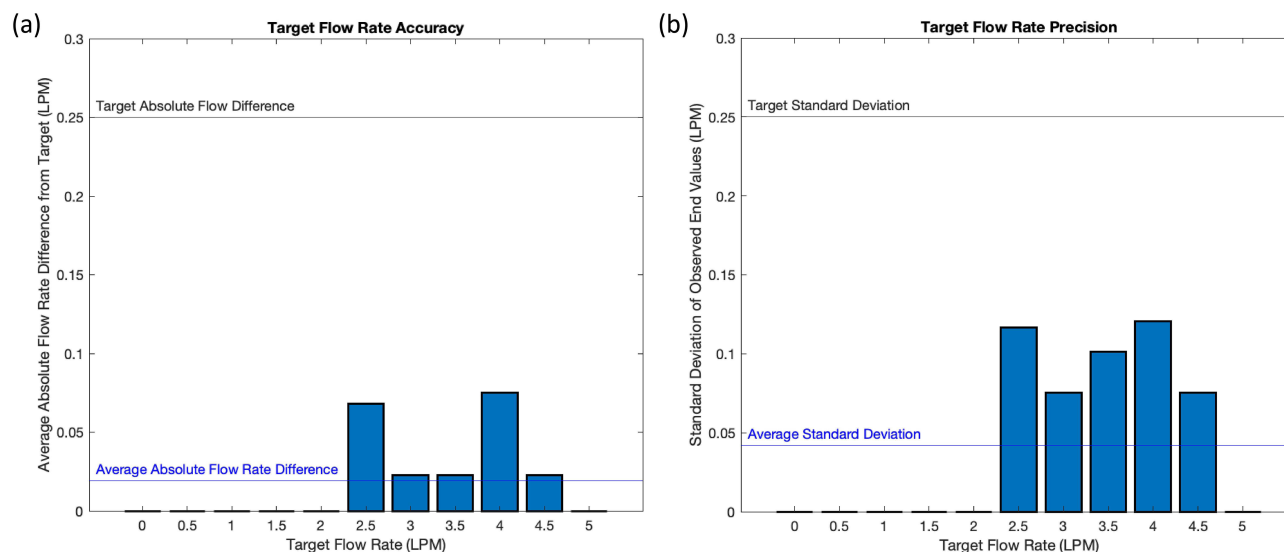 (a)
Target Flow Rate Accuracy
Average Absolute Flow Rate Difference from Target (LPM)
0.3
0.25
0.2
0.15
0.1
0.05
0
Target Absolute Flow Difference
Average Absolute Flow Rate Difference
0 0.5 1 1.5 2 2.5 3 3.5 4 4.5 5
Target Flow Rate (LPM)
(b)
Target Flow Rate Precision
Standard Deviation of Observed End Values (LPM)
0.3
0.25
0.2
0.15
0.1
0.05
0
Target Standard Deviation
Average Standard Deviation
0 0.5 1 1.5 2 2.5 3 3.5 4 4.5 5
Target Flow Rate (LPM)